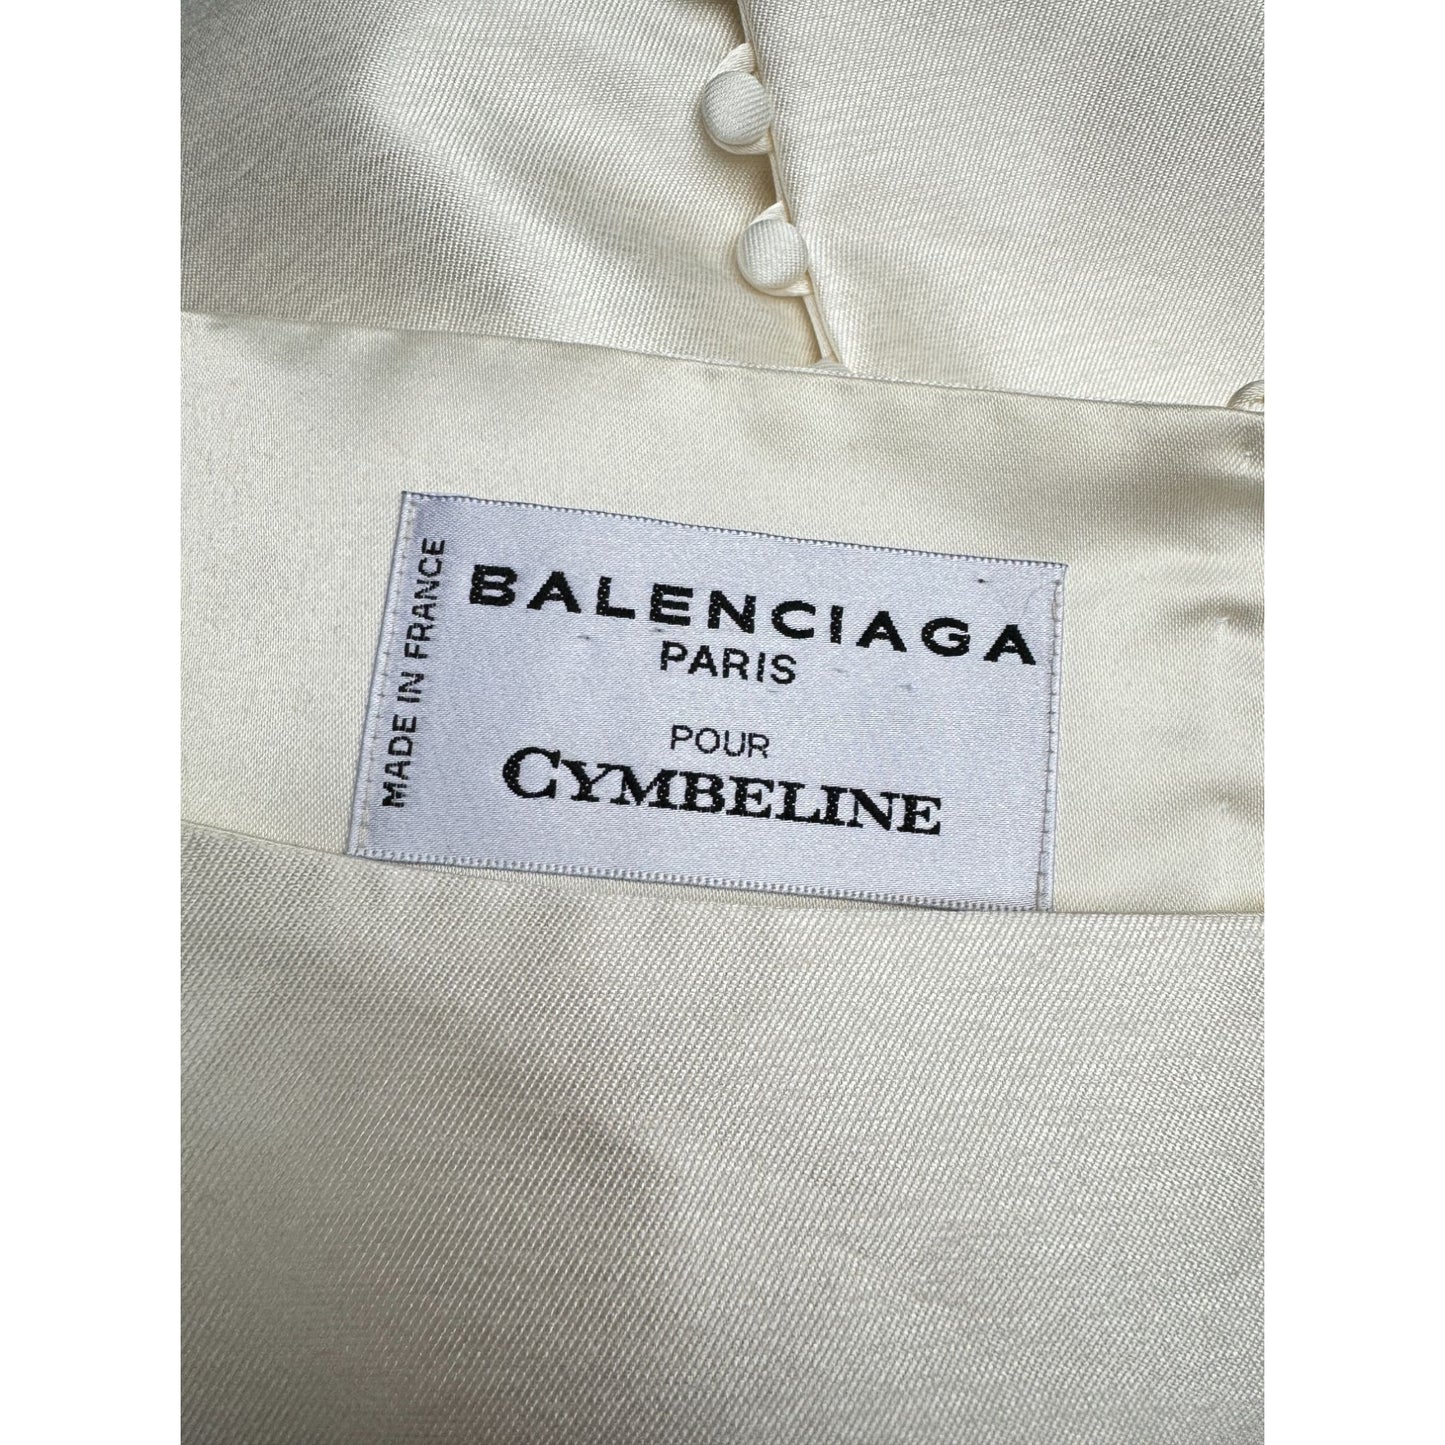 MADE IN FRANCE
BALENCIAGA
PARIS
POUR
CYMBELINE